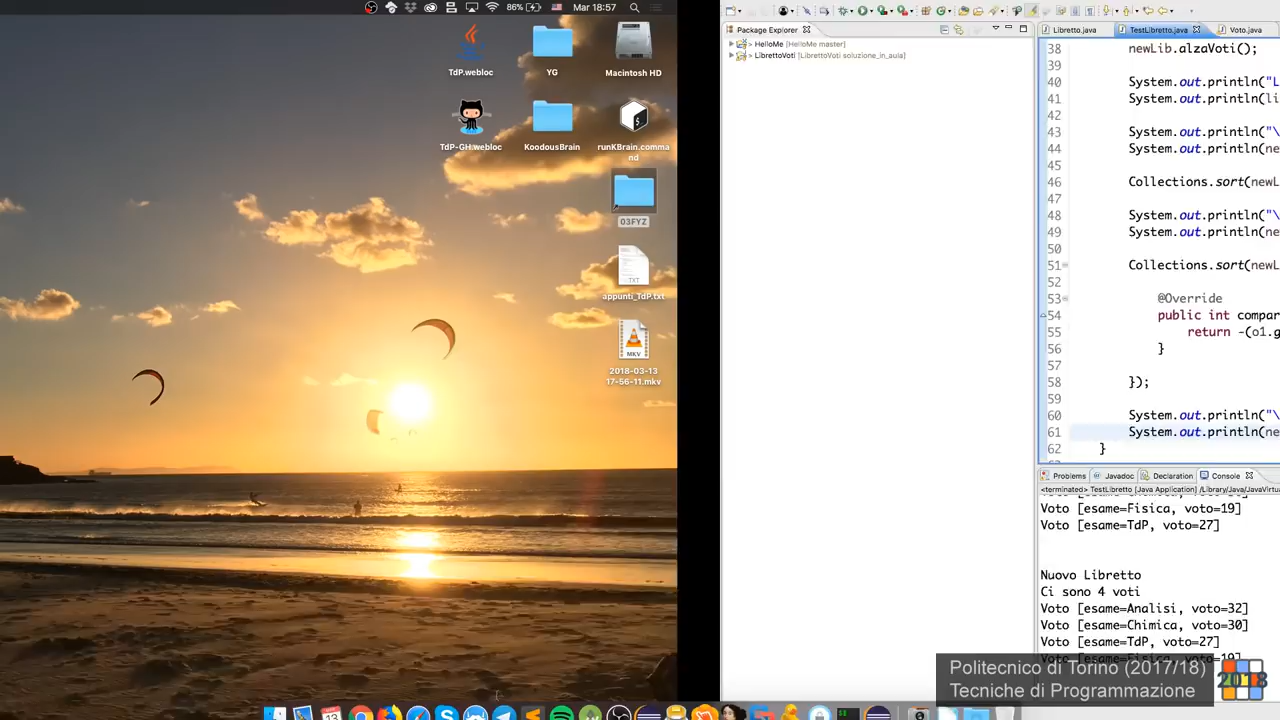 86%
Mar 18:57
TdP.webloc
YG
Macintosh HD
TdP-GH.webloc
KoodousBrain
runKBrain.comma
nd
03FYZ
TXT
appunti_TdP.txt
MKV
2018-03-13
17-56-11.mkv
Package Explorer
HelloMe [HelloMe master]
LibrettoVoti [LibrettoVoti soluzione_in_aula]
Libretto.java
TestLibretto.java
Voto.java
38 newLib.alzaVoti();
39
40 System.out.println("L
41 System.out.println(li
42
43 System.out.println("\
44 System.out.println(ne
45
46 Collections.sort(newL
47
48 System.out.println("\
49 System.out.println(ne
50
51 Collections.sort(newL
52
53 @Override
54 public int compar
55 return -(o1.g
56 }
57
58 });
59
60 System.out.println("\
61 System.out.println(ne
62 }
Problems
Javadoc
Declaration
Console
<terminated> TestLibretto [Java Application] /Library/Java/JavaVirtu
Voto [esame=Fisica, voto=19]
Voto [esame=TdP, voto=27]
Nuovo Libretto
Ci sono 4 voti
Voto [esame=Analisi, voto=32]
Voto [esame=Chimica, voto=30]
Voto [esame=TdP, voto=27]
Politecnico di Torino (2017/18)
Tecniche di Programmazione
2018